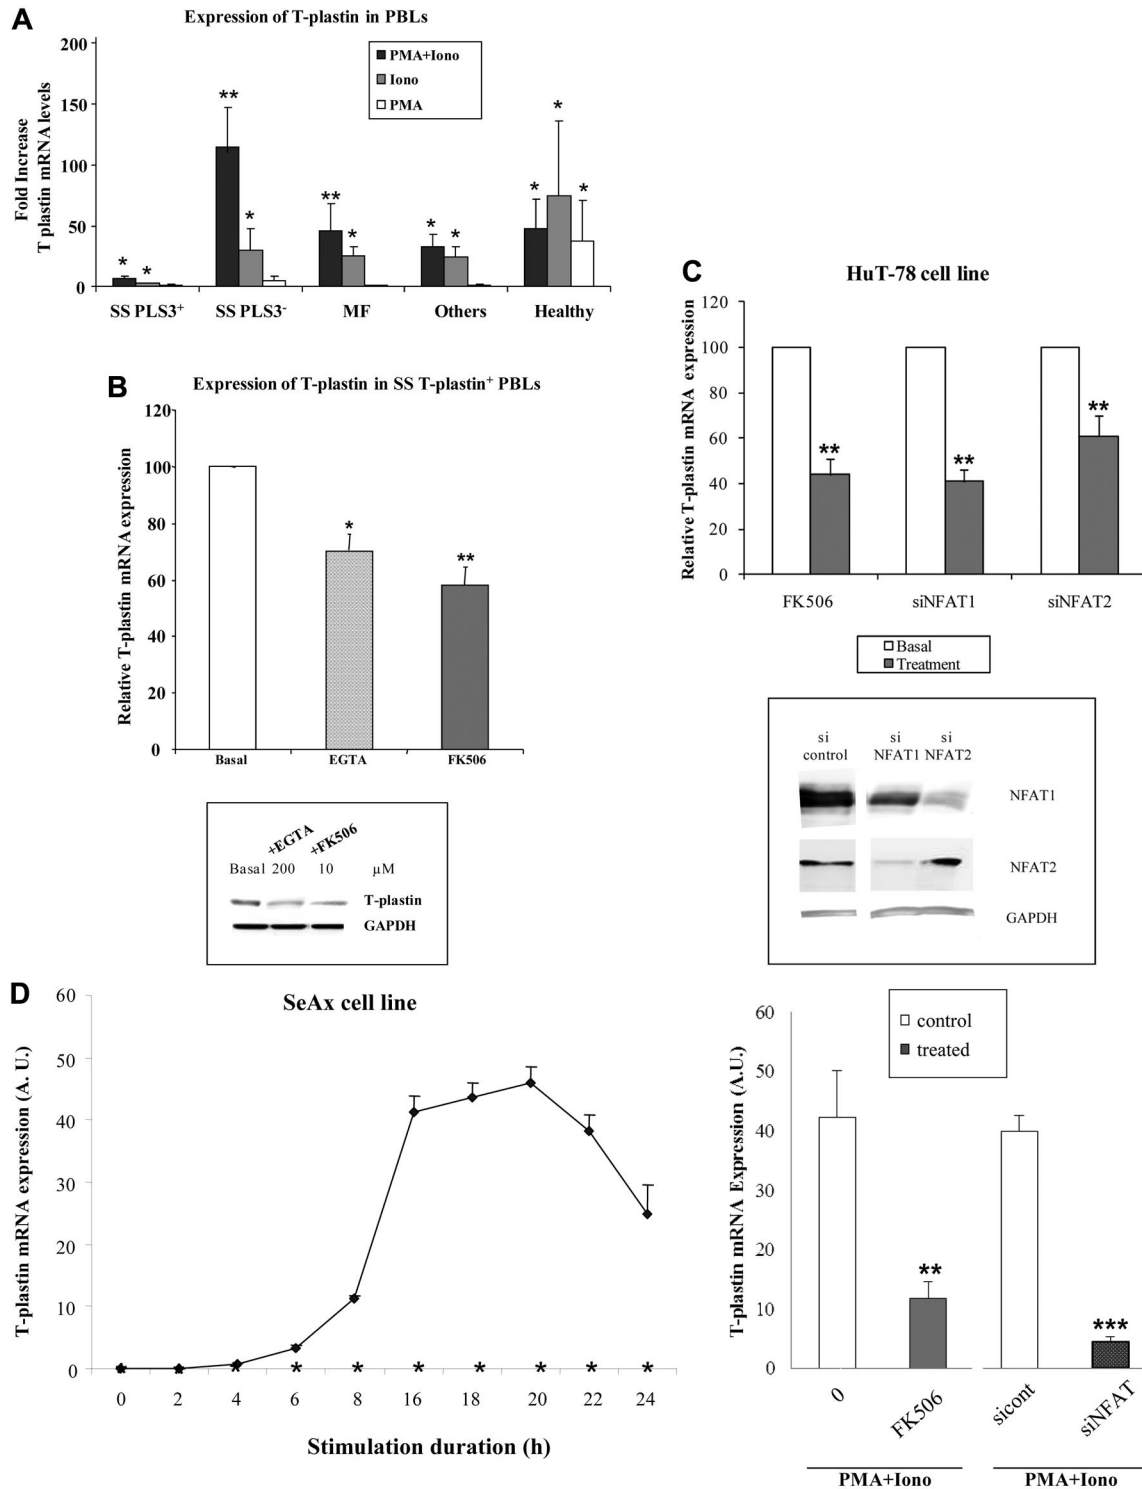 A
Expression of T-plastin in PBLs
Fold Increase
T plastin mRNA levels
200
150
100
50
0
PMA+Iono
Iono
PMA
*
*
**
*
**
*
*
*
*
*
*
SS PLS3+
SS PLS3-
MF
Others
Healthy
B
Expression of T-plastin in SS T-plastin+ PBLs
Relative T-plastin mRNA expression
120
100
80
60
40
20
0
*
**
Basal
EGTA
FK506
+EGTA
+FK506
Basal 200 10 µM
T-plastin
GAPDH
C
HuT-78 cell line
Relative T-plastin mRNA expression
120
100
80
60
40
20
0
**
**
**
FK506
siNFAT1
siNFAT2
Basal
Treatment
si control
si NFAT1
si NFAT2
NFAT1
NFAT2
GAPDH
D
SeAx cell line
T-plastin mRNA expression (A. U.)
60
50
40
30
20
10
0
* * * * * * * * * *
0 2 4 6 8 16 18 20 22 24
Stimulation duration (h)
control
treated
T-plastin mRNA Expression (A.U.)
60
50
40
30
20
10
0
**
***
0
FK506
sicont
siNFAT
PMA+Iono
PMA+Iono